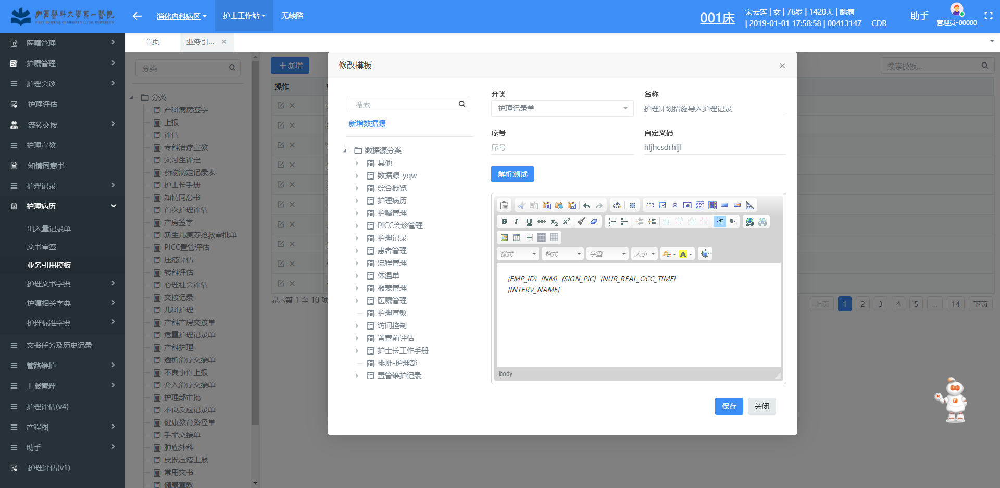 山西醫科大學第一醫院
FIRST HOSPITAL OF SHANXI MEDICAL UNIVERSITY
消化内科病区
护士工作站
无缺陷
001床
宋云莲 | 女 | 76岁 | 1420天 | 龋病
| 2019-01-01 17:58:58 | 00413147
CDR
助手
管理员-00000
医嘱管理
护嘱管理
护理会诊
护理评估
流转交接
护理宣教
知情同意书
护理记录
护理病历
出入量记录单
文书审签
业务引用模板
护理文书字典
护嘱相关字典
护理标准字典
文书任务及历史记录
管路维护
上报管理
护理评估(v4)
产程图
助手
护理评估(v1)
首页
业务引...
分类
分类
产科病房签字
上报
评估
专科治疗宣教
实习生评定
药物滴定记录表
护士长手册
知情同意书
首次护理评估
产房签字
新生儿复苏抢救审批单
PICC置管评估
压疮评估
转科评估
心理社会评估
交接记录
儿科护理
产科产房交接单
危重护理记录单
产科护理
透析治疗交接单
不良事件上报
介入治疗交接单
护理部审批
不良反应记录单
健康教育路径单
手术交接单
肿瘤外科
皮损压疮上报
常用文书
健康宣教
新增
搜索模板...
操作
显示第 1 至 10 项
上页
1
2
3
4
5
...
14
下页
修改模板
搜索
新增数据源
数据源分类
其他
数据源-yqw
综合概览
护理病历
护嘱管理
PICC会诊管理
护理记录
患者管理
流程管理
体温单
报表管理
医嘱管理
护理宣教
访问控制
置管前评估
护士长工作手册
排班-护理部
置管维护记录
分类
护理记录单
名称
护理计划措施导入护理记录
序号
序号
自定义码
hljhcsdrhljl
解析测试
樣式
格式
字型
大小
{EMP_ID} {NM} {SIGN_PIC} {NUR_REAL_OCC_TIME}
{INTERV_NAME}
body
保存
关闭